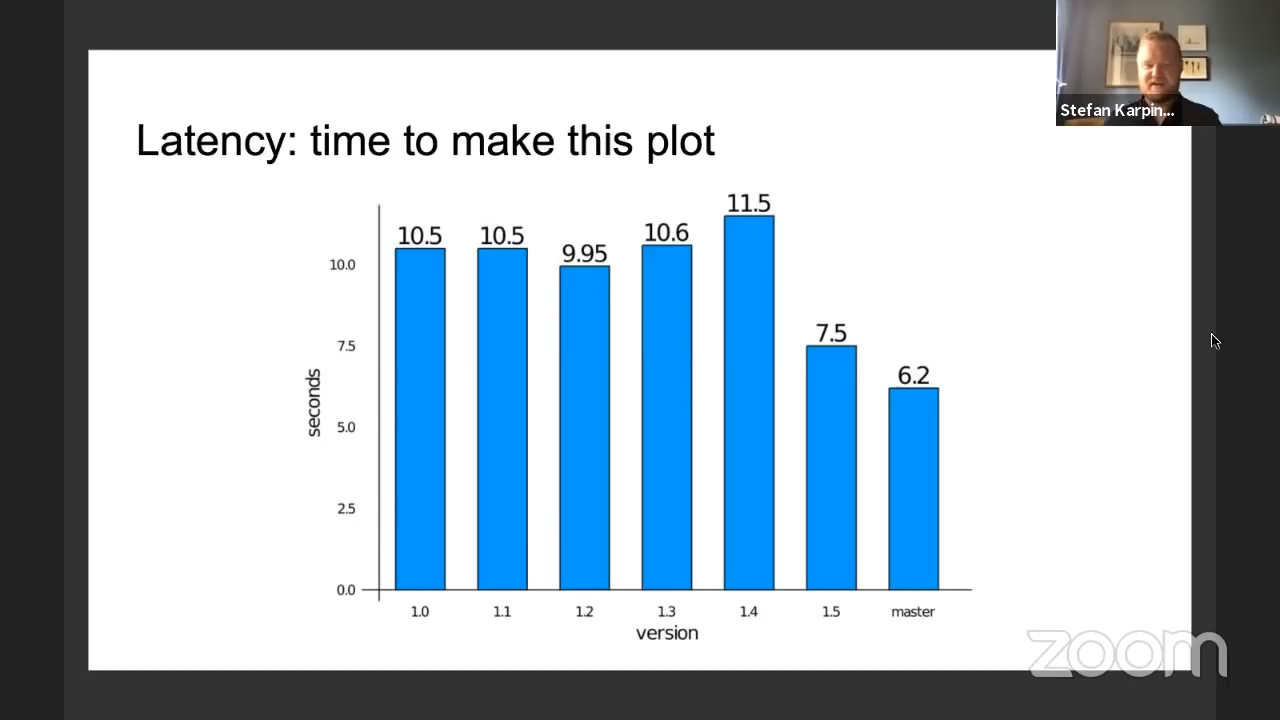 Stefan Karpin...
Latency: time to make this plot
11.5
10.5
10.5
10.6
9.95
7.5
6.2
10.0
7.5
5.0
2.5
0.0
seconds
1.0 1.1 1.2 1.3 1.4 1.5 master
version
zoom